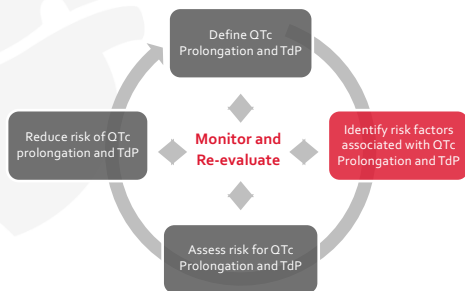 Define QTc
Prolongation and TdP
Reduce risk of QTc
prolongation and TdP
Monitor and
Re-evaluate
Identify risk factors
associated with QTc
Prolongation and TdP
Assess risk for QTc
Prolongation and TdP